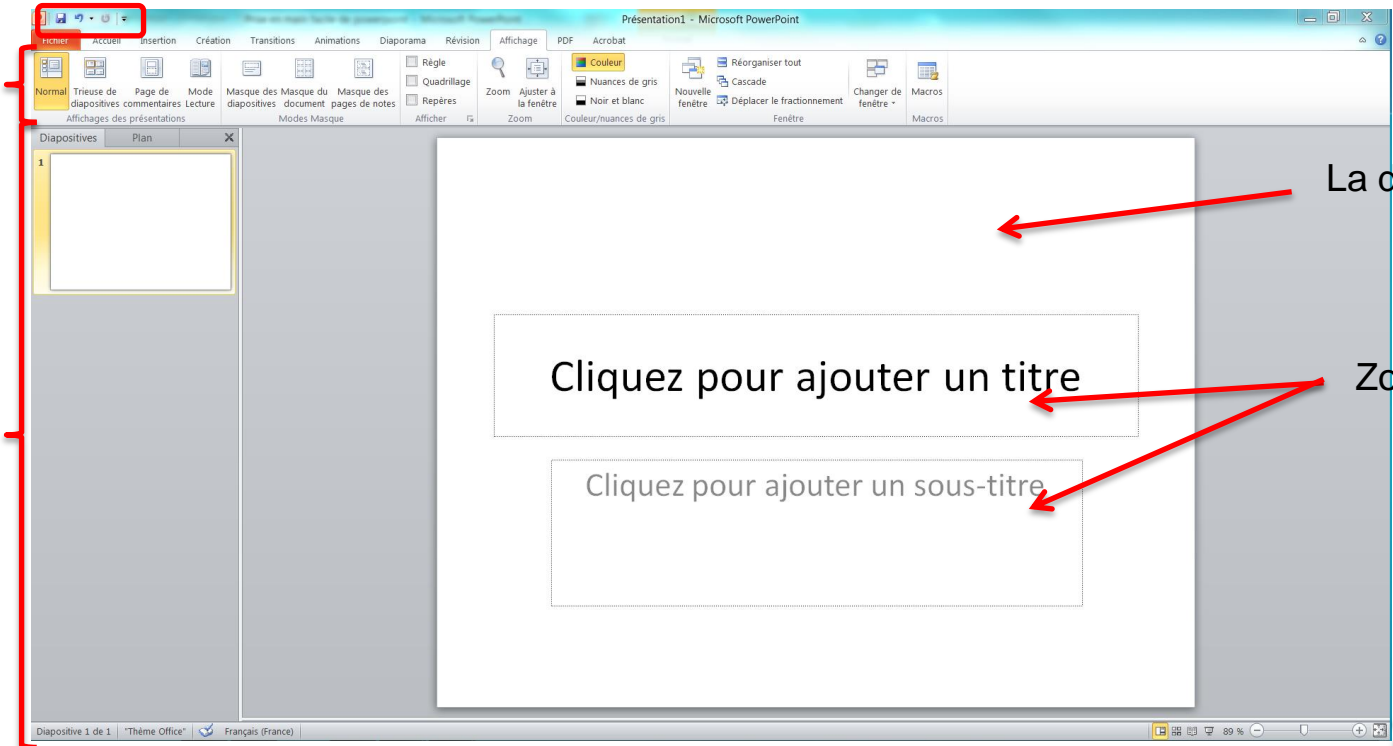 Présentation1 - Microsoft PowerPoint
Fichier Accueil Insertion Création Transitions Animations Diaporama Révision Affichage PDF Acrobat
Normal
Trieuse de
diapositives
Page de
commentaires
Mode
Lecture
Affichages des présentations
Masque des
diapositives
Masque du
document
Masque des
pages de notes
Modes Masque
Règle
Quadrillage
Repères
Afficher
Zoom
Ajuster à
la fenêtre
Zoom
Couleur
Nuances de gris
Noir et blanc
Couleur/nuances de gris
Nouvelle
fenêtre
Réorganiser tout
Cascade
Déplacer le fractionnement
Changer de
fenêtre
Fenêtre
Macros
Macros
Diapositives Plan
1
La
Cliquez pour ajouter un titre
Cliquez pour ajouter un sous-titre
Diapositive 1 de 1 "Thème Office" Français (France) 89 %